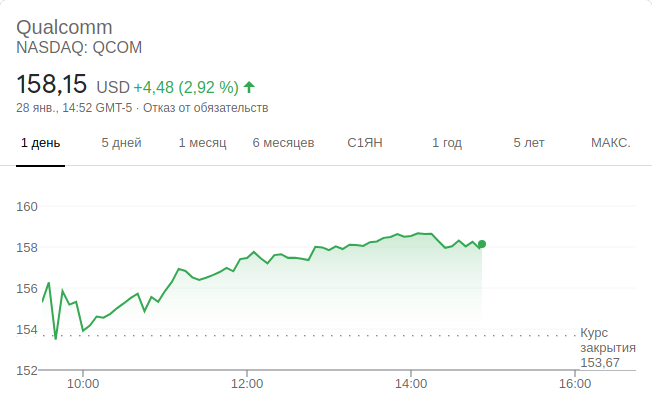 Qualcomm
NASDAQ: QCOM
158,15 USD +4,48 (2,92 %)
28 янв., 14:52 GMT-5 · Отказ от обязательств
1 день 5 дней 1 месяц 6 месяцев С1ЯН 1 год 5 лет МАКС.
160
158
156
154
Курс
закрытия
153,67
152
10:00 12:00 14:00 16:00